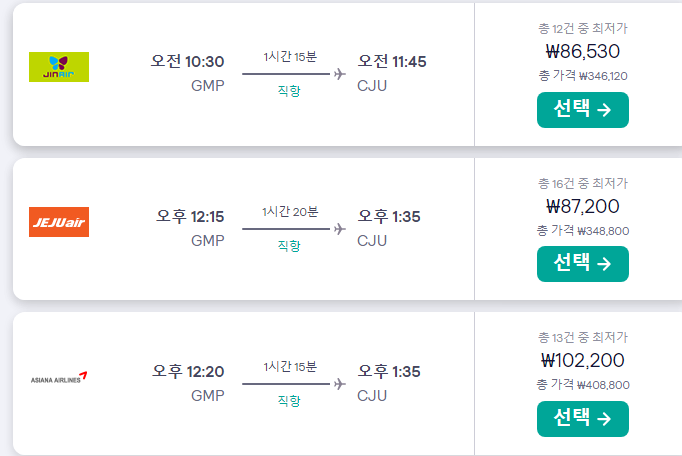 JINAIR
오전 10:30
GMP
1시간 15분
직항
오전 11:45
CJU
총 12건 중 최저가
₩86,530
총 가격 ₩346,120
선택 →
JEJUair
오후 12:15
GMP
1시간 20분
직항
오후 1:35
CJU
총 16건 중 최저가
₩87,200
총 가격 ₩348,800
선택 →
ASIANA AIRLINES
오후 12:20
GMP
1시간 15분
직항
오후 1:35
CJU
총 13건 중 최저가
₩102,200
총 가격 ₩408,800
선택 →